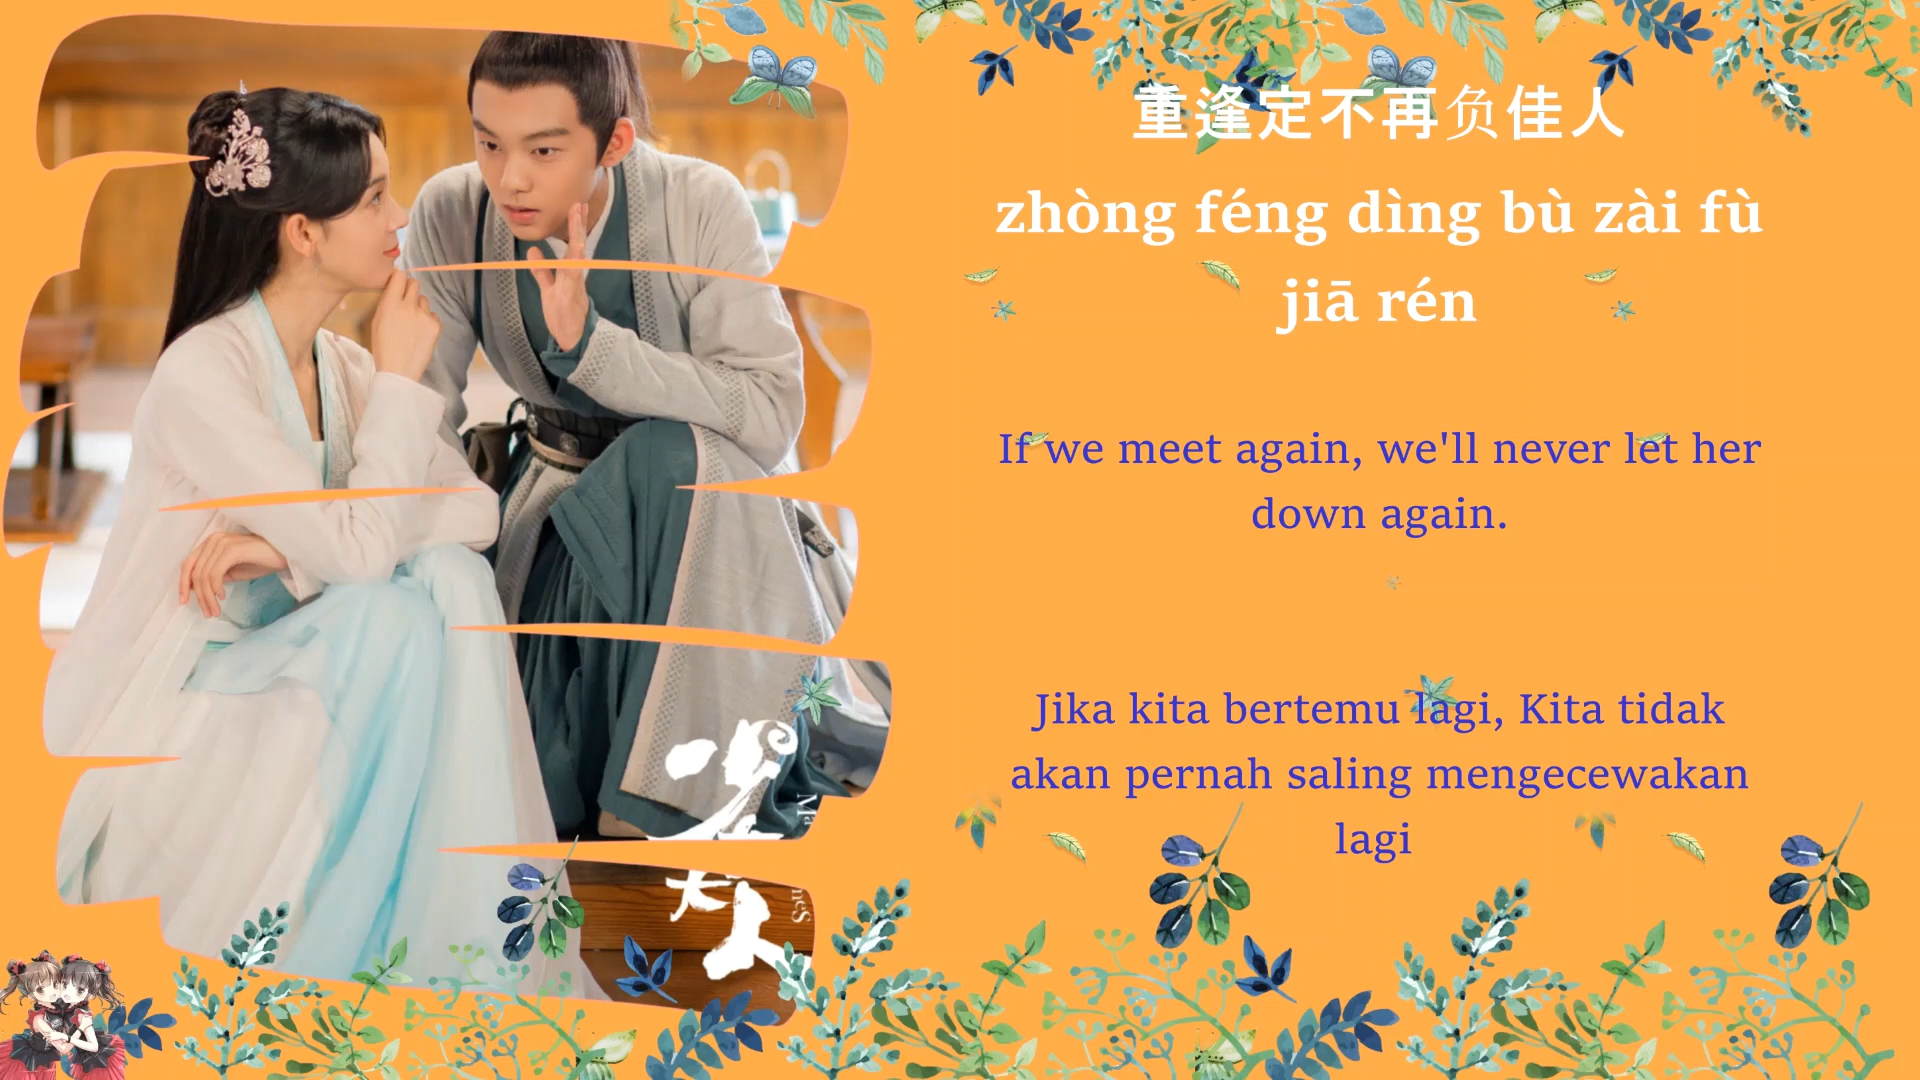 重逢定不再负佳人
zhòng féng dìng bù zài fù
jiā rén
If we meet again, we'll never let her
down again.
Jika kita bertemu lagi, Kita tidak
akan pernah saling mengecewakan
lagi